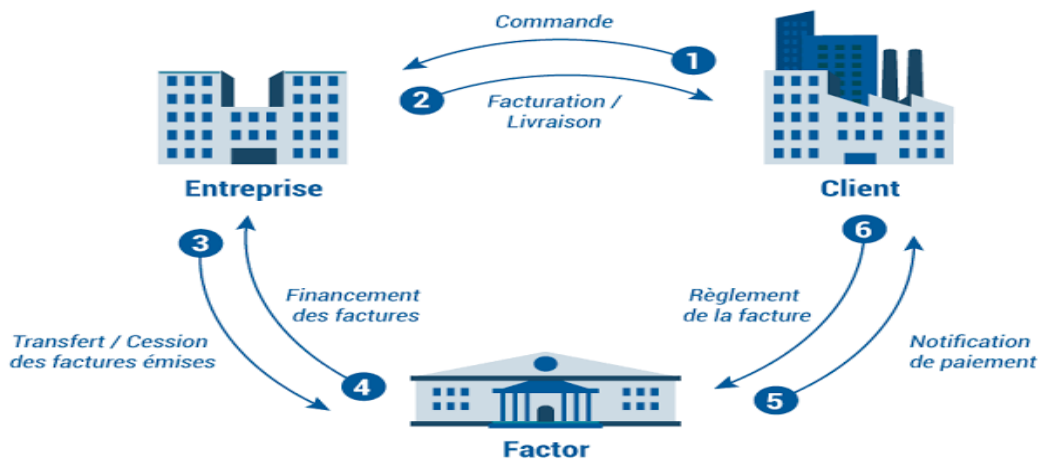 Commande
1
2
Facturation /
Livraison
Entreprise
Client
3
6
Financement
des factures
Règlement
de la facture
Transfert / Cession
des factures émises
Notification
de paiement
4
5
Factor